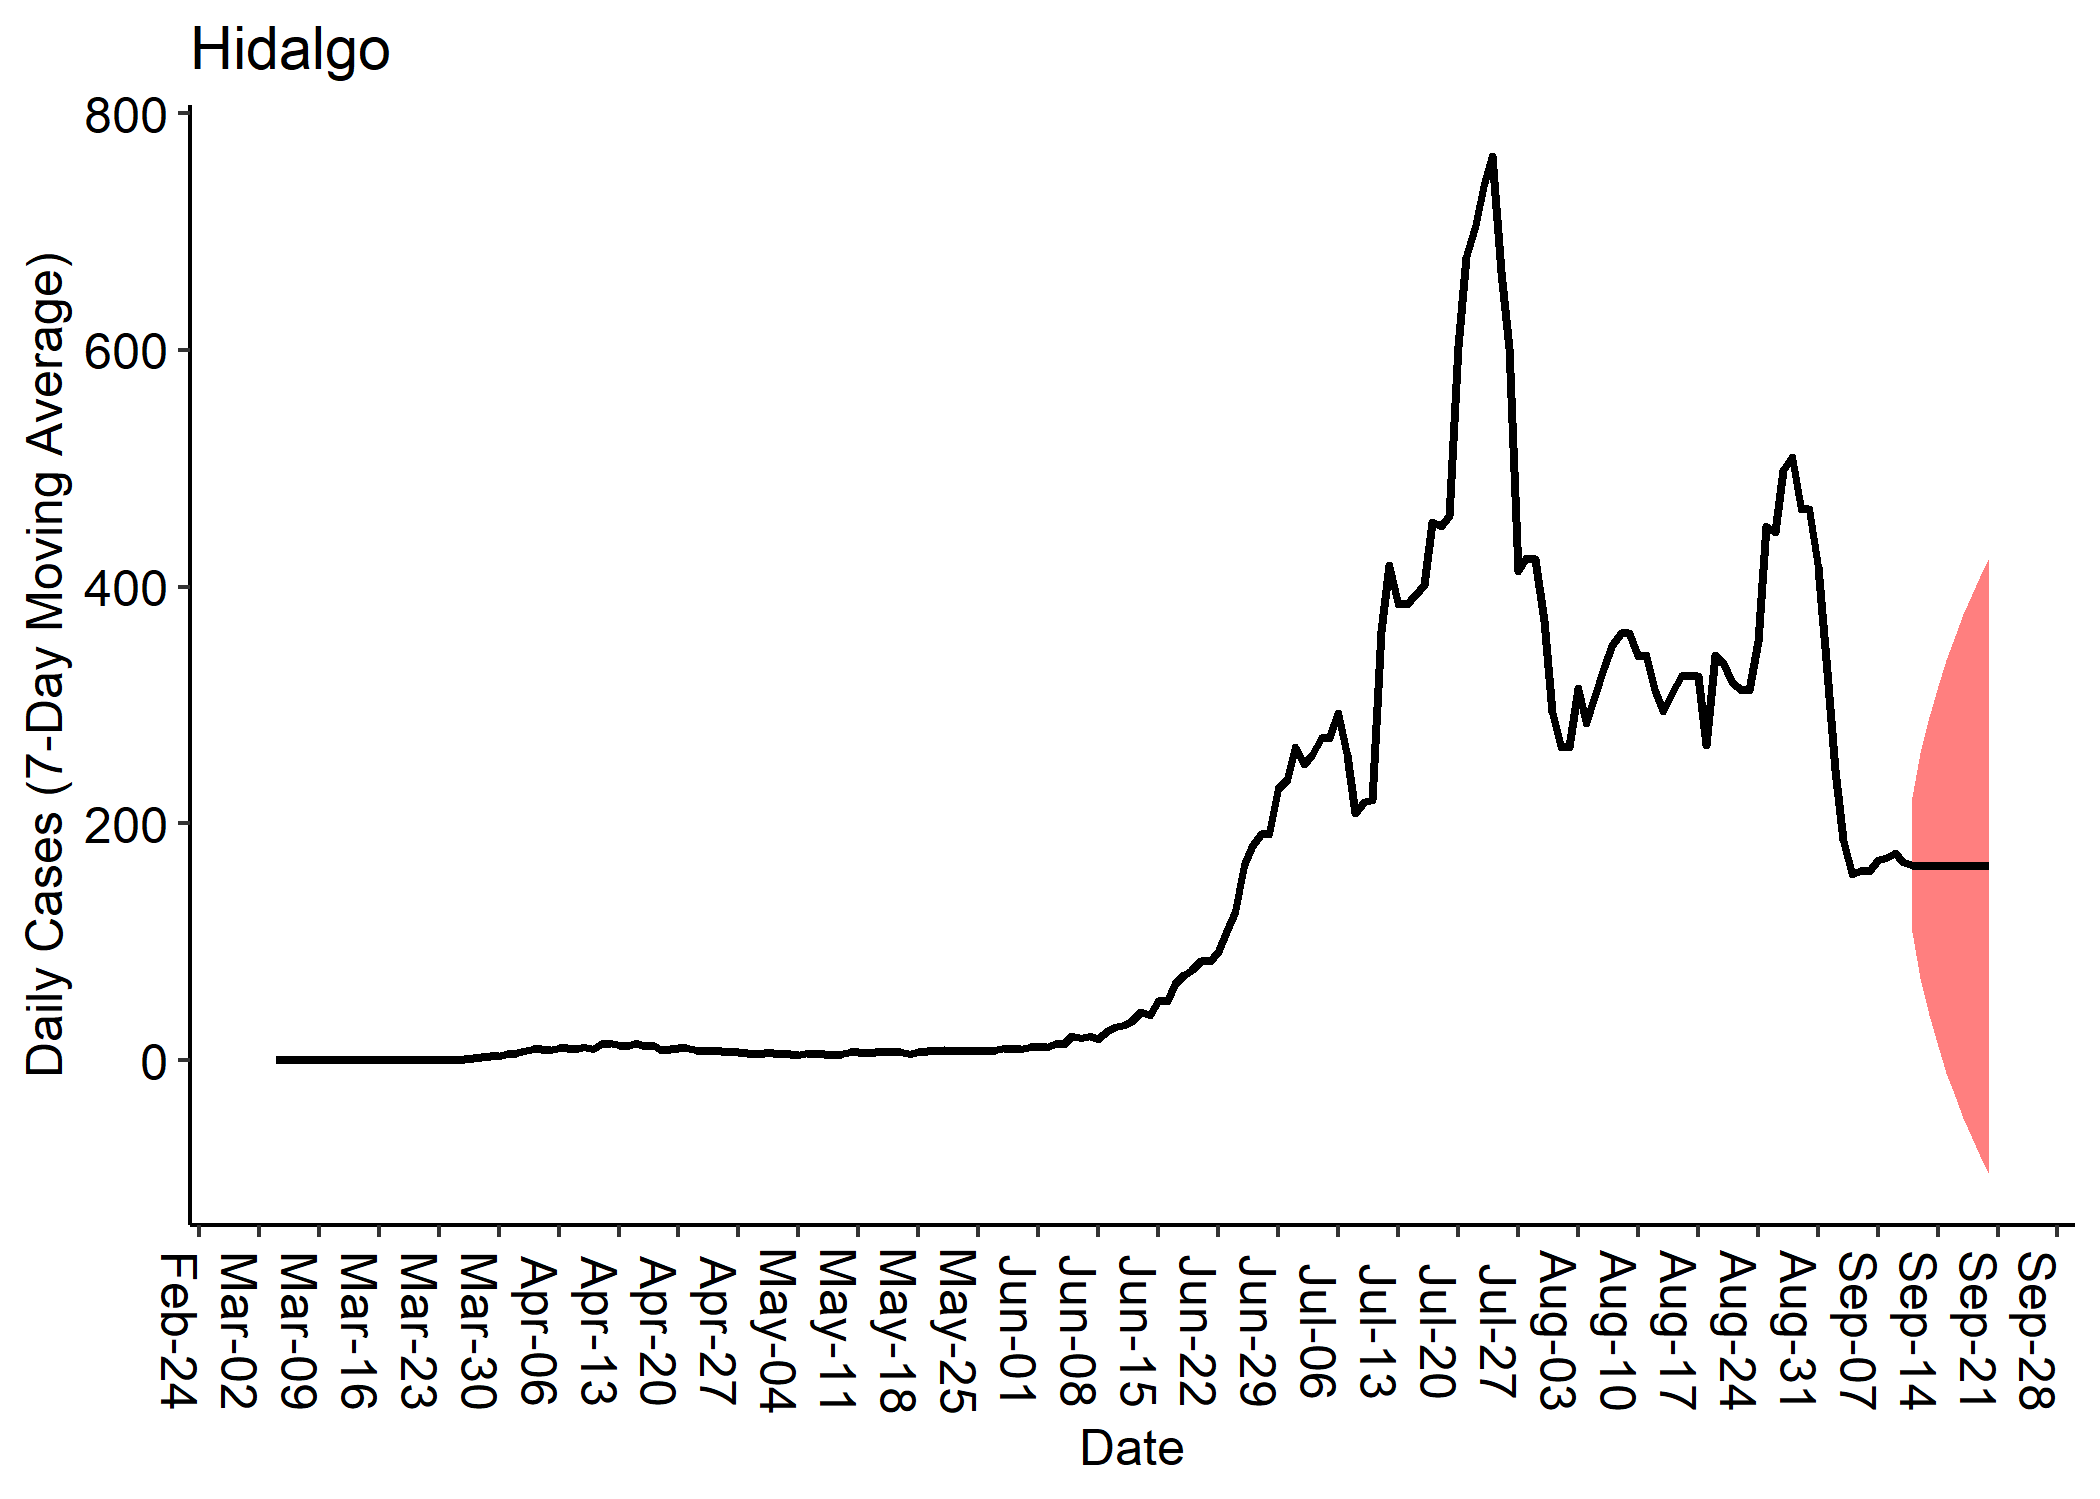 Hidalgo
Daily Cases (7-Day Moving Average)
800
600
400
200
0
Feb-24
Mar-02
Mar-09
Mar-16
Mar-23
Mar-30
Apr-06
Apr-13
Apr-20
Apr-27
May-04
May-11
May-18
May-25
Jun-01
Jun-08
Jun-15
Jun-22
Jun-29
Jul-06
Jul-13
Jul-20
Jul-27
Aug-03
Aug-10
Aug-17
Aug-24
Aug-31
Sep-07
Sep-14
Sep-21
Sep-28
Date